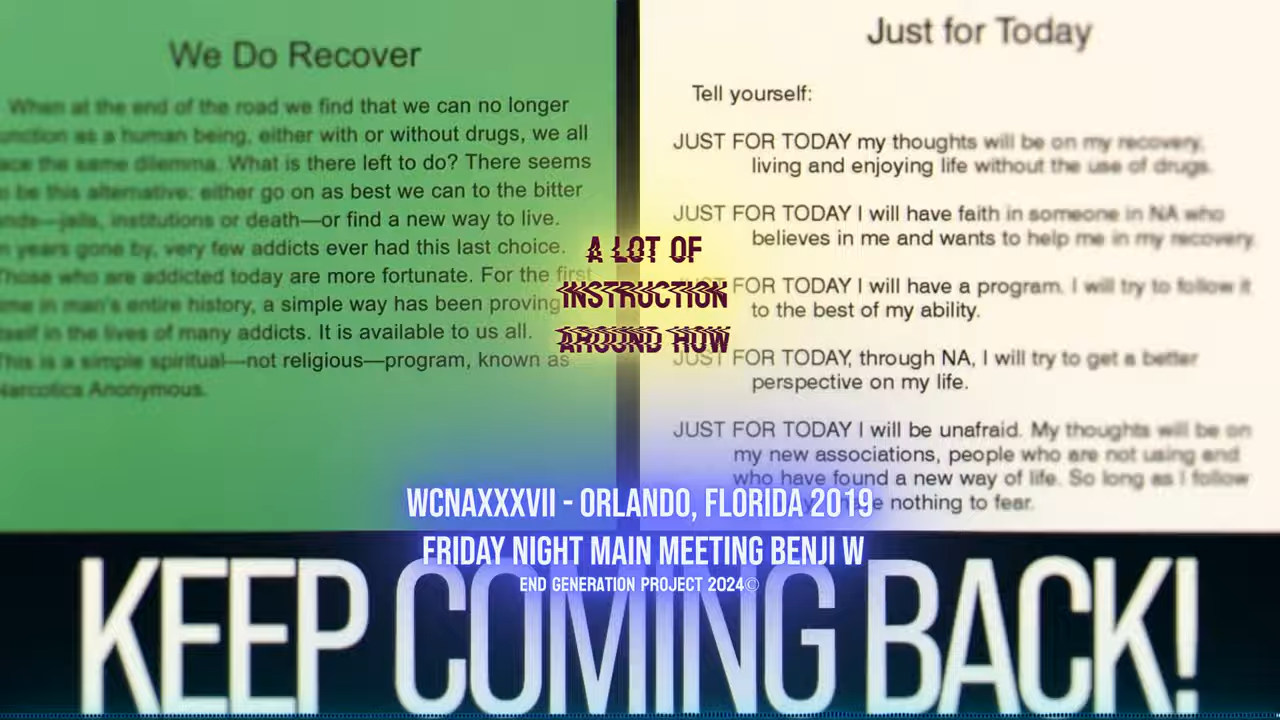 We Do Recover
When at the end of the road we find that we can no longer
function as a human being, either with or without drugs, we all
face the same dilemma. What is there left to do? There seems
to be this alternative: either go on as best we can to the bitter
ends—jails, institutions or death—or find a new way to live.
In years gone by, very few addicts ever had this last choice.
Those who are addicted today are more fortunate. For the first
time in man's entire history, a simple way has been proving
itself in the lives of many addicts. It is available to us all.
This is a simple spiritual—not religious—program, known as
Narcotics Anonymous.
Just for Today
Tell yourself:
JUST FOR TODAY my thoughts will be on my recovery,
living and enjoying life without the use of drugs.
JUST FOR TODAY I will have faith in someone in NA who
believes in me and wants to help me in my recovery.
JUST FOR TODAY I will have a program. I will try to follow it
to the best of my ability.
JUST FOR TODAY, through NA, I will try to get a better
perspective on my life.
JUST FOR TODAY I will be unafraid. My thoughts will be on
my new associations, people who are not using and
who have found a new way of life. So long as I follow
nothing to fear.
A LOT OF
INSTRUCTION
AROUND HOW
WCNAXXXVII - ORLANDO, FLORIDA 2019
FRIDAY NIGHT MAIN MEETING BENJI W
END GENERATION PROJECT 2024©
KEEP COMING BACK!